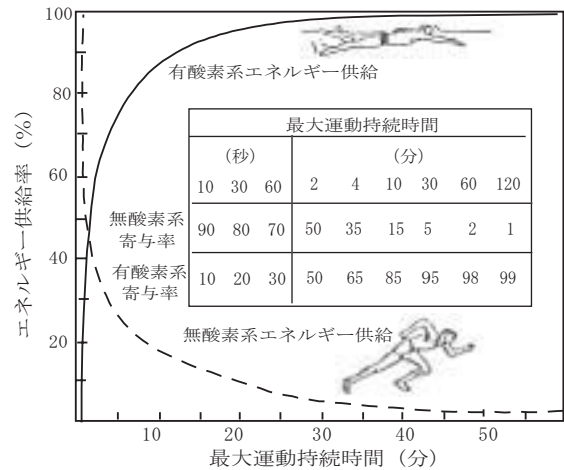 100
80
60
40
20
エネルギー供給率（%）
有酸素系エネルギー供給
最大運動持続時間
（秒） （分）
10 30 60 2 4 10 30 60 120
無酸素系
寄与率
90 80 70 50 35 15 5 2 1
有酸素系
寄与率
10 20 30 50 65 85 95 98 99
無酸素系エネルギー供給
10 20 30 40 50
最大運動持続時間（分）